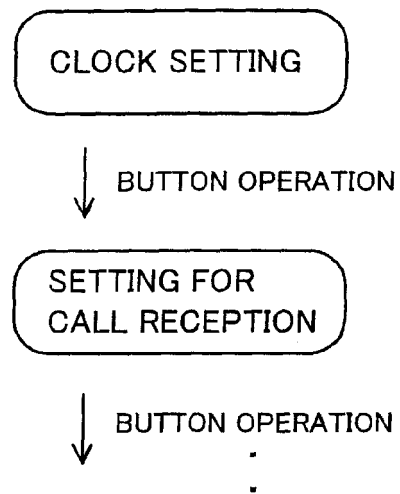 CLOCK SETTING
BUTTON OPERATION
SETTING FOR
CALL RECEPTION
BUTTON OPERATION